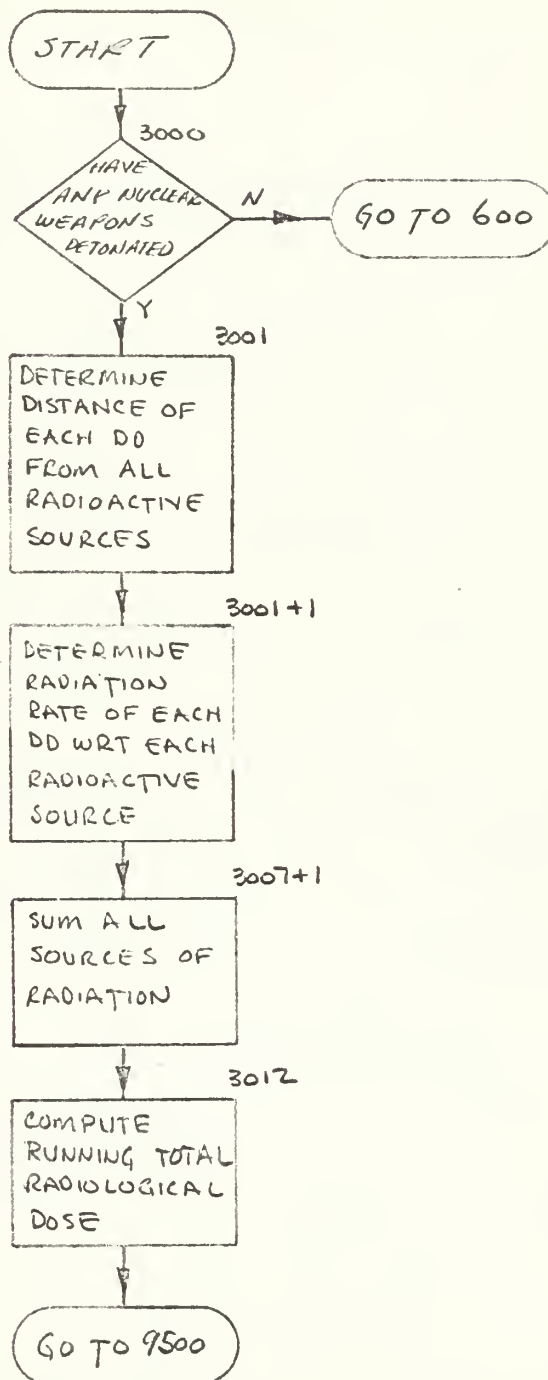 START
3000
HAVE
ANY NUCLEAR
WEAPONS
DETONATED
N
GO TO 600
Y
3001
DETERMINE
DISTANCE OF
EACH DD
FROM ALL
RADIOACTIVE
SOURCES
3001+1
DETERMINE
RADIATION
RATE OF EACH
DD WRT EACH
RADIOACTIVE
SOURCE
3007+1
SUM ALL
SOURCES OF
RADIATION
3012
COMPUTE
RUNNING TOTAL
RADIOLOGICAL
DOSE
GO TO 9500